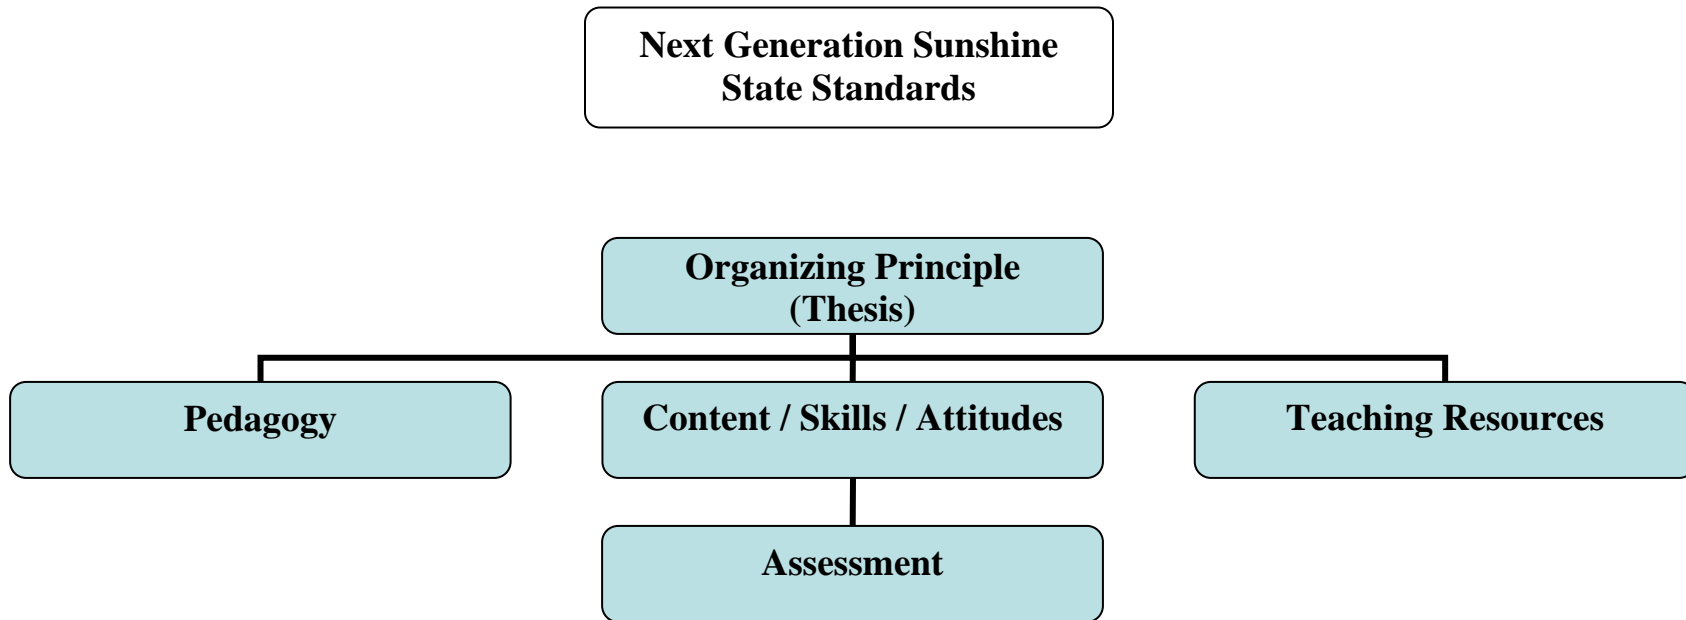 Next Generation Sunshine
State Standards
Organizing Principle
(Thesis)
Pedagogy
Content / Skills / Attitudes
Teaching Resources
Assessment